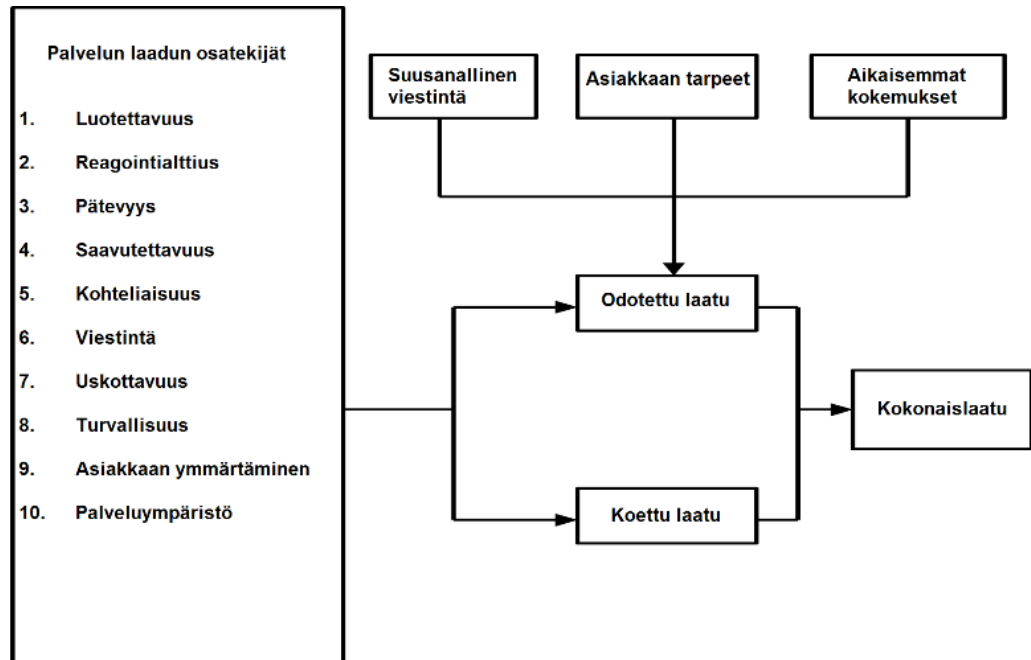 Palvelun laadun osatekijät
1. Luotettavuus
2. Reagointialttius
3. Pätevyys
4. Saavutettavuus
5. Kohteliaisuus
6. Viestintä
7. Uskottavuus
8. Turvallisuus
9. Asiakkaan ymmärtäminen
10. Palveluympäristö
Suusanallinen
viestintä
Asiakkaan tarpeet
Aikaisemmat
kokemukset
Odotettu laatu
Koettu laatu
Kokonaislaatu